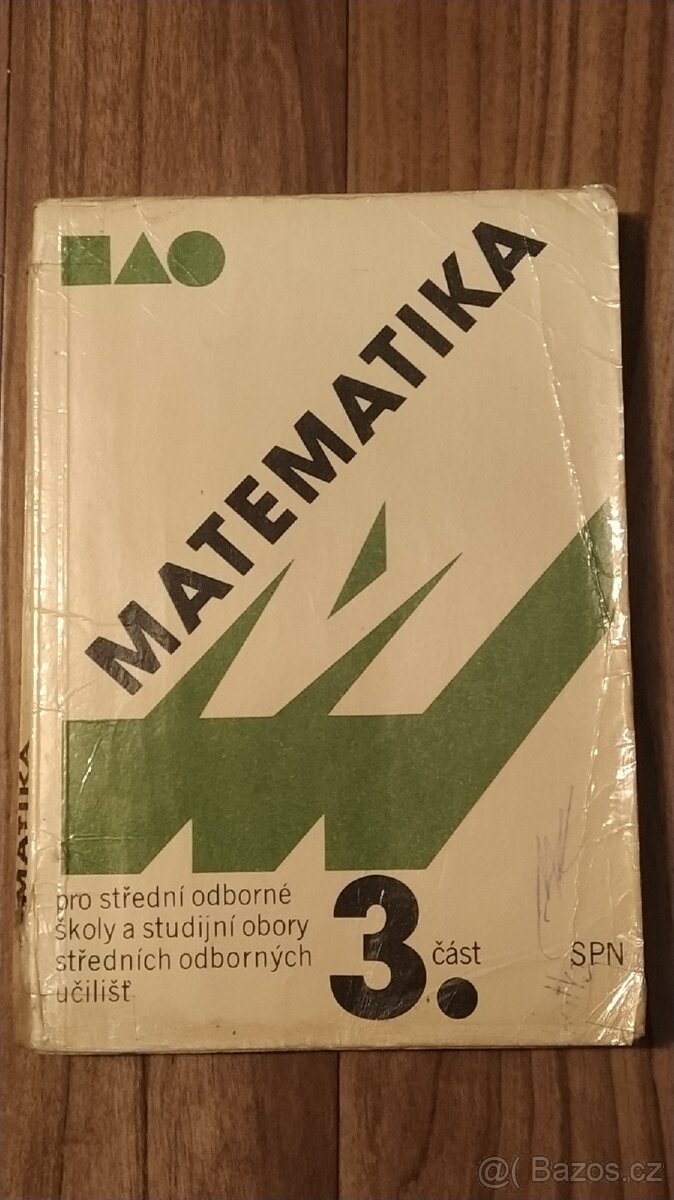 MATEMATIKA
MATIKA
pro střední odborné
školy a studijní obory
středních odborných
učilišť
3. část
SPN
@( Bazos.cz